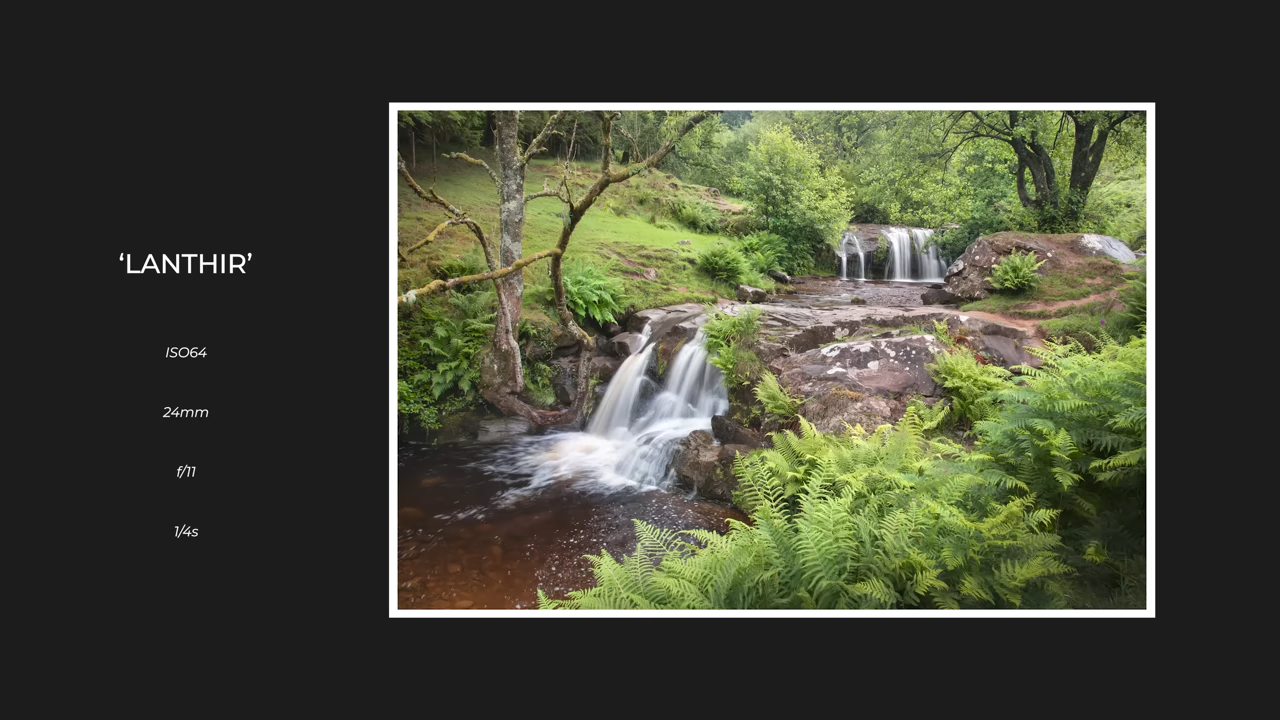 ‘LANTHIR’
ISO64
24mm
f/11
1/4s